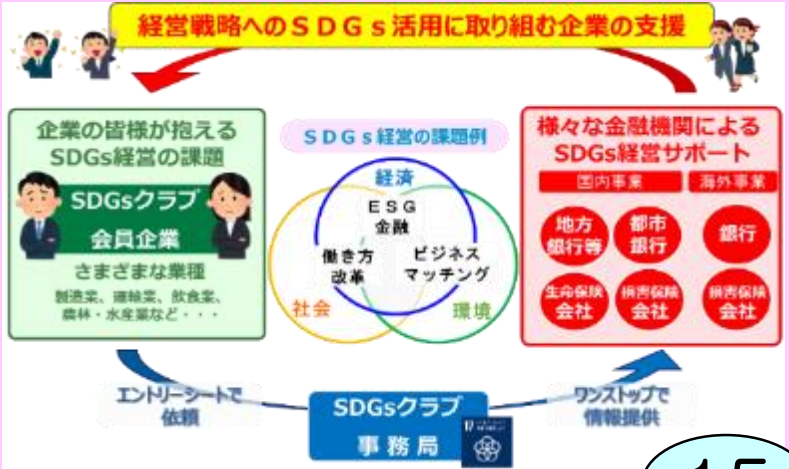 経営戦略へのSDGs活用に取り組む企業の支援
企業の皆様が抱える
SDGs経営の課題
SDGsクラブ
会員企業
さまざまな業種
製造業、運輸業、飲食業、
農林・水産業など・・・
SDGs経営の課題例
経済
ESG
金融
働き方
改革
ビジネス
マッチング
社会
環境
様々な金融機関による
SDGs経営サポート
国内事業
海外事業
地方
銀行等
都市
銀行
銀行
生命保険
会社
損害保険
会社
損害保険
会社
エントリーシートで
依頼
SDGsクラブ
事務局
17
ワンストップで
情報提供